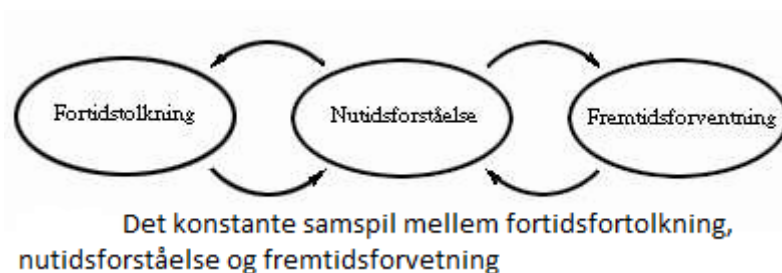 Fortidstolkning
Nutidsforståelse
Fremtidsforventning
Det konstante samspil mellem fortidsfortolkning,
nutidsforståelse og fremtidsforvetning